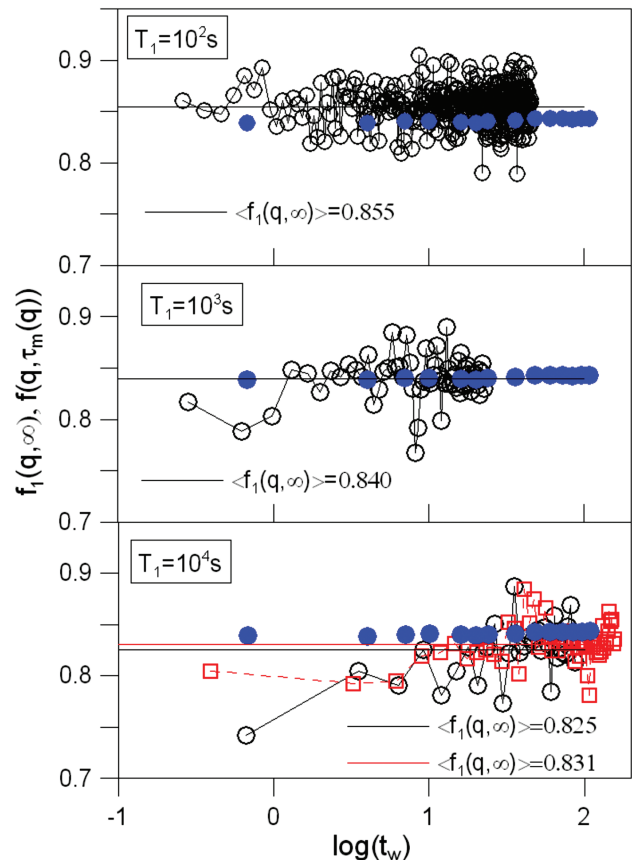 T₁=10²s
0.9
0.8
<f₁(q,∞)>=0.855
0.7
T₁=10³s
0.9
0.8
<f₁(q,∞)>=0.840
0.7
T₁=10⁴s
0.9
0.8
<f₁(q,∞)>=0.825
<f₁(q,∞)>=0.831
0.7
-1 0 1 2
log(t_w)
f₁(q,∞), f(q,τₘ(q))